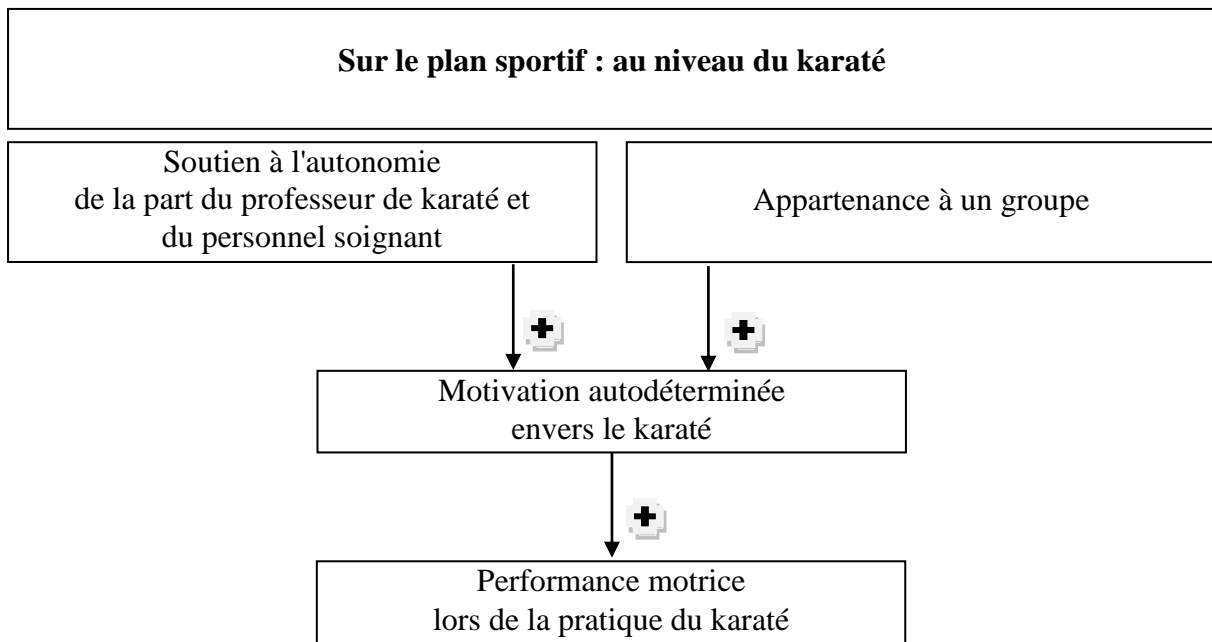 Sur le plan sportif : au niveau du karaté
Soutien à l'autonomie
de la part du professeur de karaté et
du personnel soignant
Appartenance à un groupe
+
+
Motivation autodéterminée
envers le karaté
+
Performance motrice
lors de la pratique du karaté